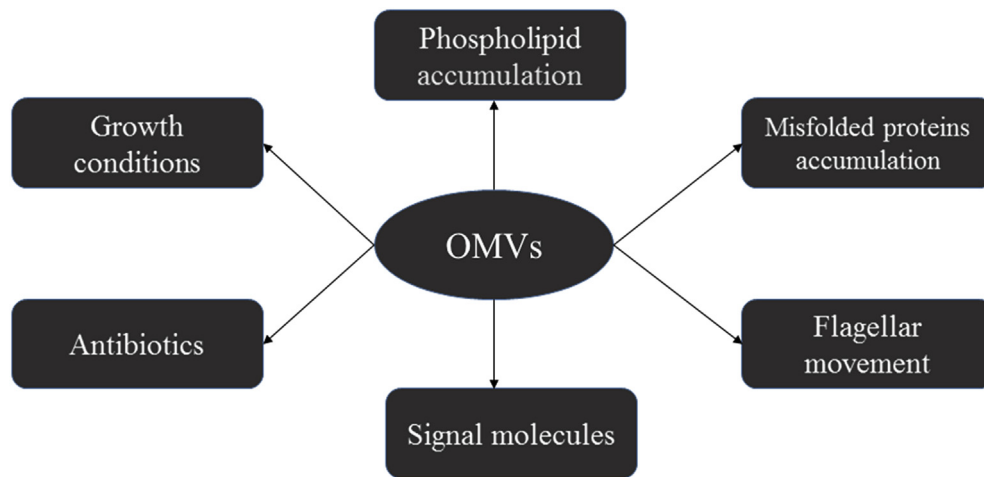 Phospholipid
accumulation
Growth
conditions
Misfolded proteins
accumulation
OMVs
Antibiotics
Flagellar
movement
Signal molecules